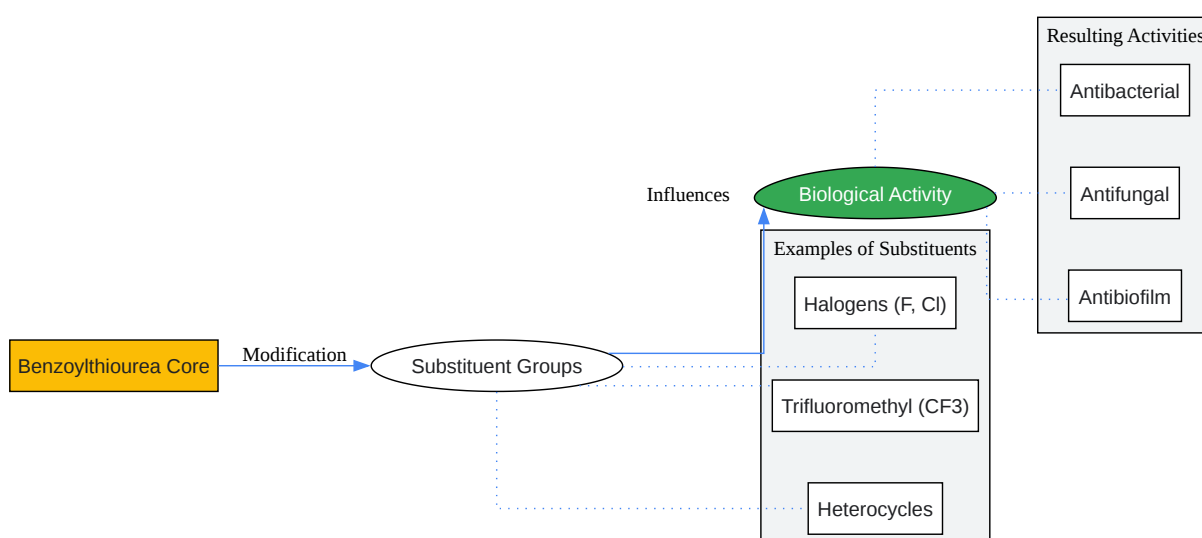 Resulting Activities
Antibacterial
Influences
Biological Activity
Antifungal
Examples of Substituents
Halogens (F, Cl)
Antibiofilm
Benzoylthiourea Core
Modification
Substituent Groups
Trifluoromethyl (CF3)
Heterocycles